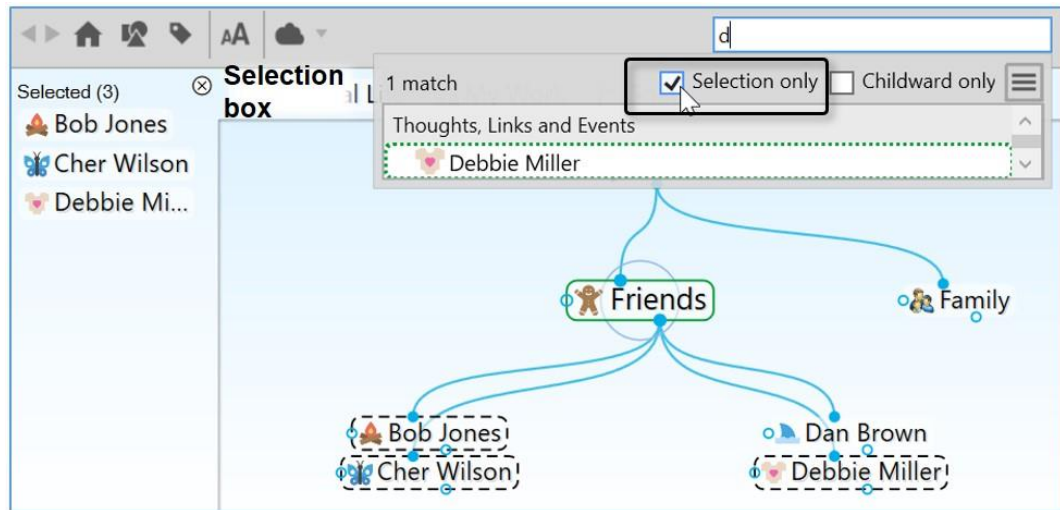 AA
d
Selected (3)
Selection
box
1 match
Selection only
Childward only
Bob Jones
Thoughts, Links and Events
Cher Wilson
Debbie Miller
Debbie Mi...
Friends
Family
Bob Jones
Dan Brown
Cher Wilson
Debbie Miller